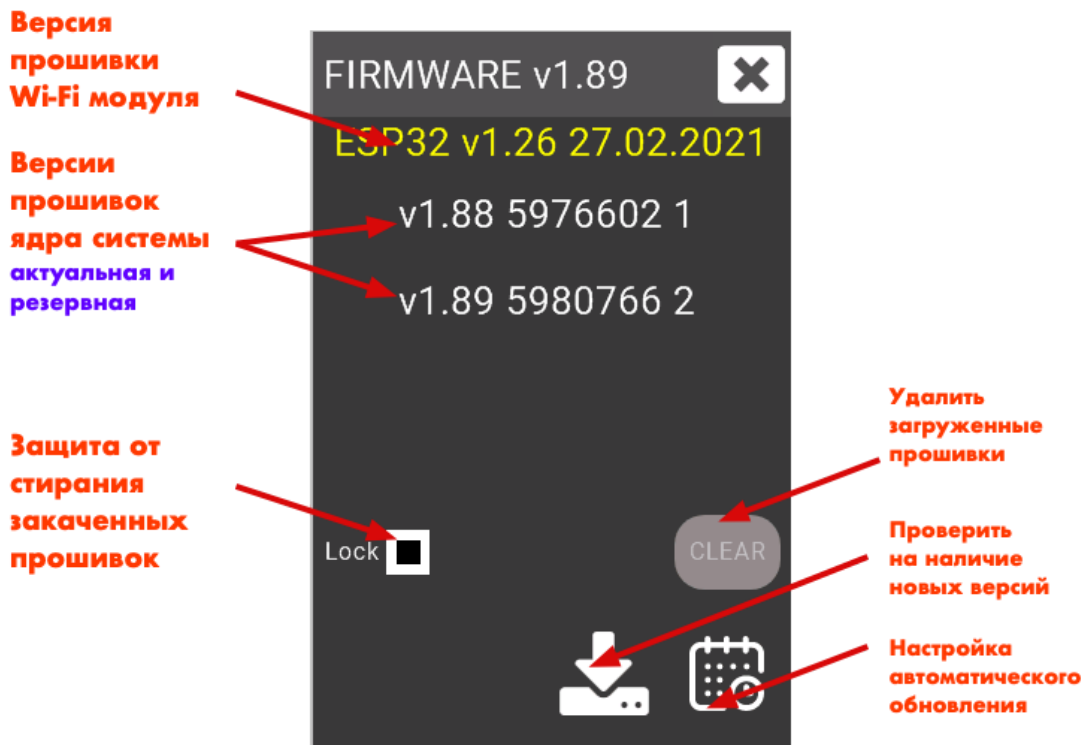 Версия
прошивки
Wi-Fi модуля
Версии
прошивок
ядра системы
актуальная и
резервная
Защита от
стирания
закаченных
прошивок
FIRMWARE v1.89
ESP32 v1.26 27.02.2021
v1.88 5976602 1
v1.89 5980766 2
Lock
CLEAR
Удалить
загруженные
прошивки
Проверить
на наличие
новых версий
Настройка
автоматического
обновления